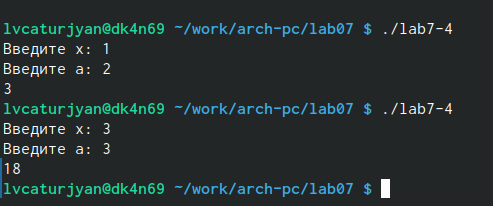 lvcaturjyan@dk4n69 ~/work/arch-pc/lab07 $ ./lab7-4
Введите x: 1
Введите a: 2
3
lvcaturjyan@dk4n69 ~/work/arch-pc/lab07 $ ./lab7-4
Введите x: 3
Введите a: 3
18
lvcaturjyan@dk4n69 ~/work/arch-pc/lab07 $